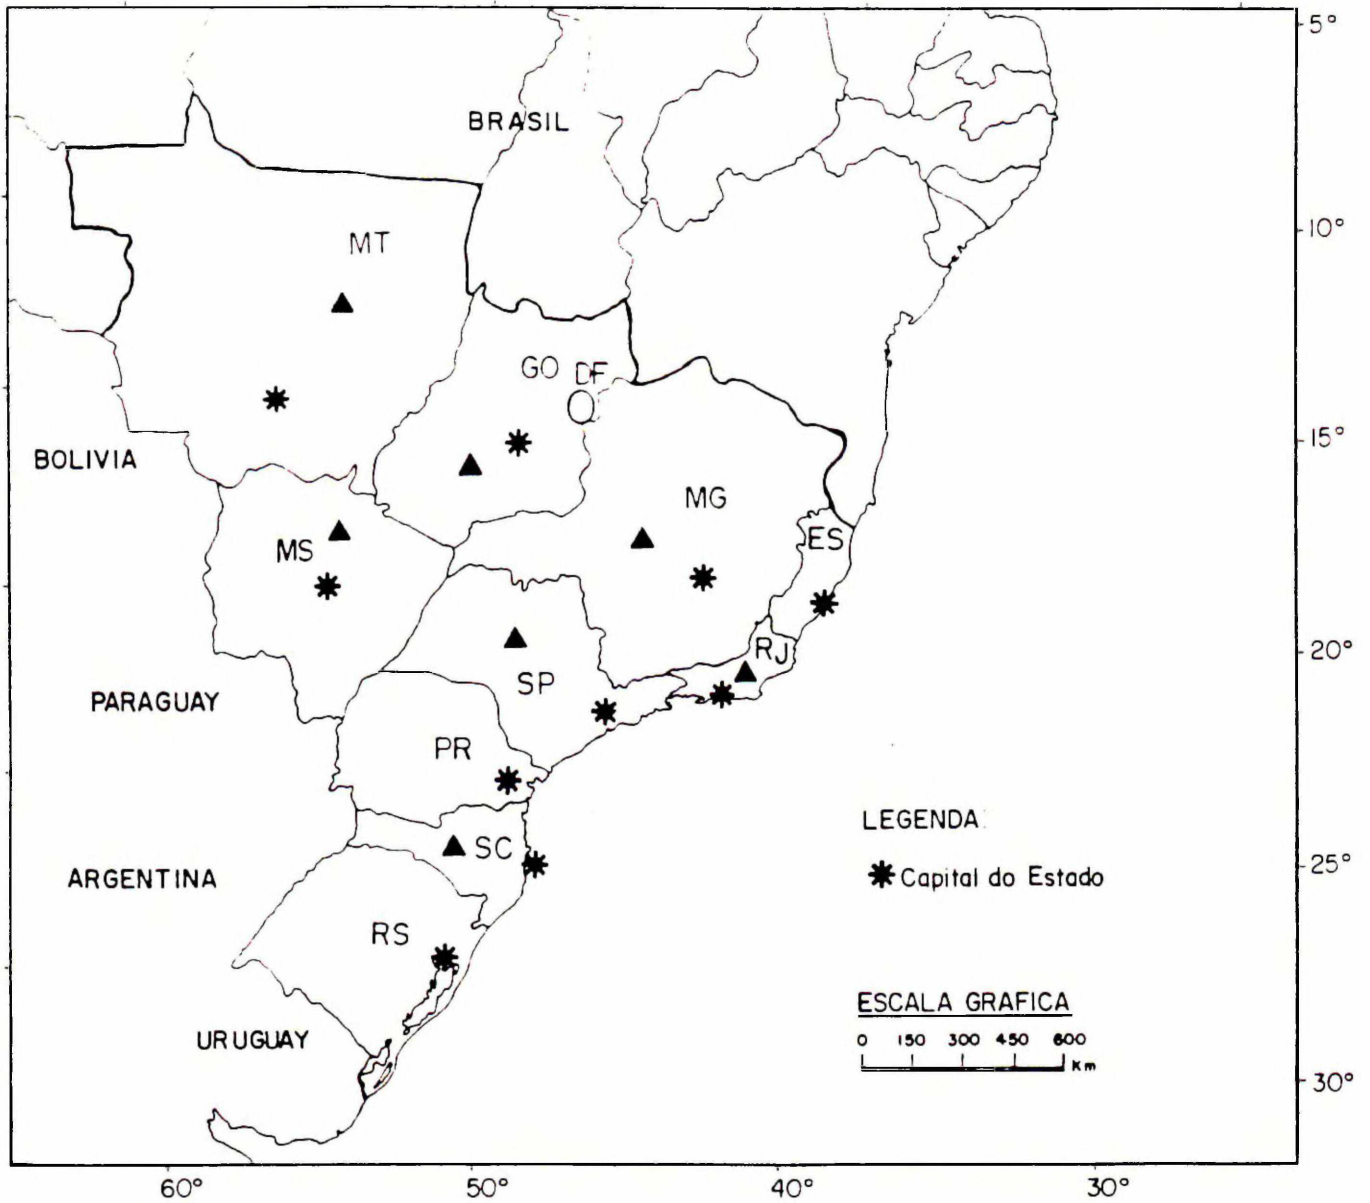 5°
BRASIL
10°
MT
GO DF
15°
BOLIVIA
MG
MS
ES
20°
RJ
SP
PARAGUAY
PR
LEGENDA:
SC
25°
ARGENTINA
Capital do Estado
RS
ESCALA GRAFICA
URUGUAY
0 150 300 450 600
Km
30°
60° 50° 40° 30°